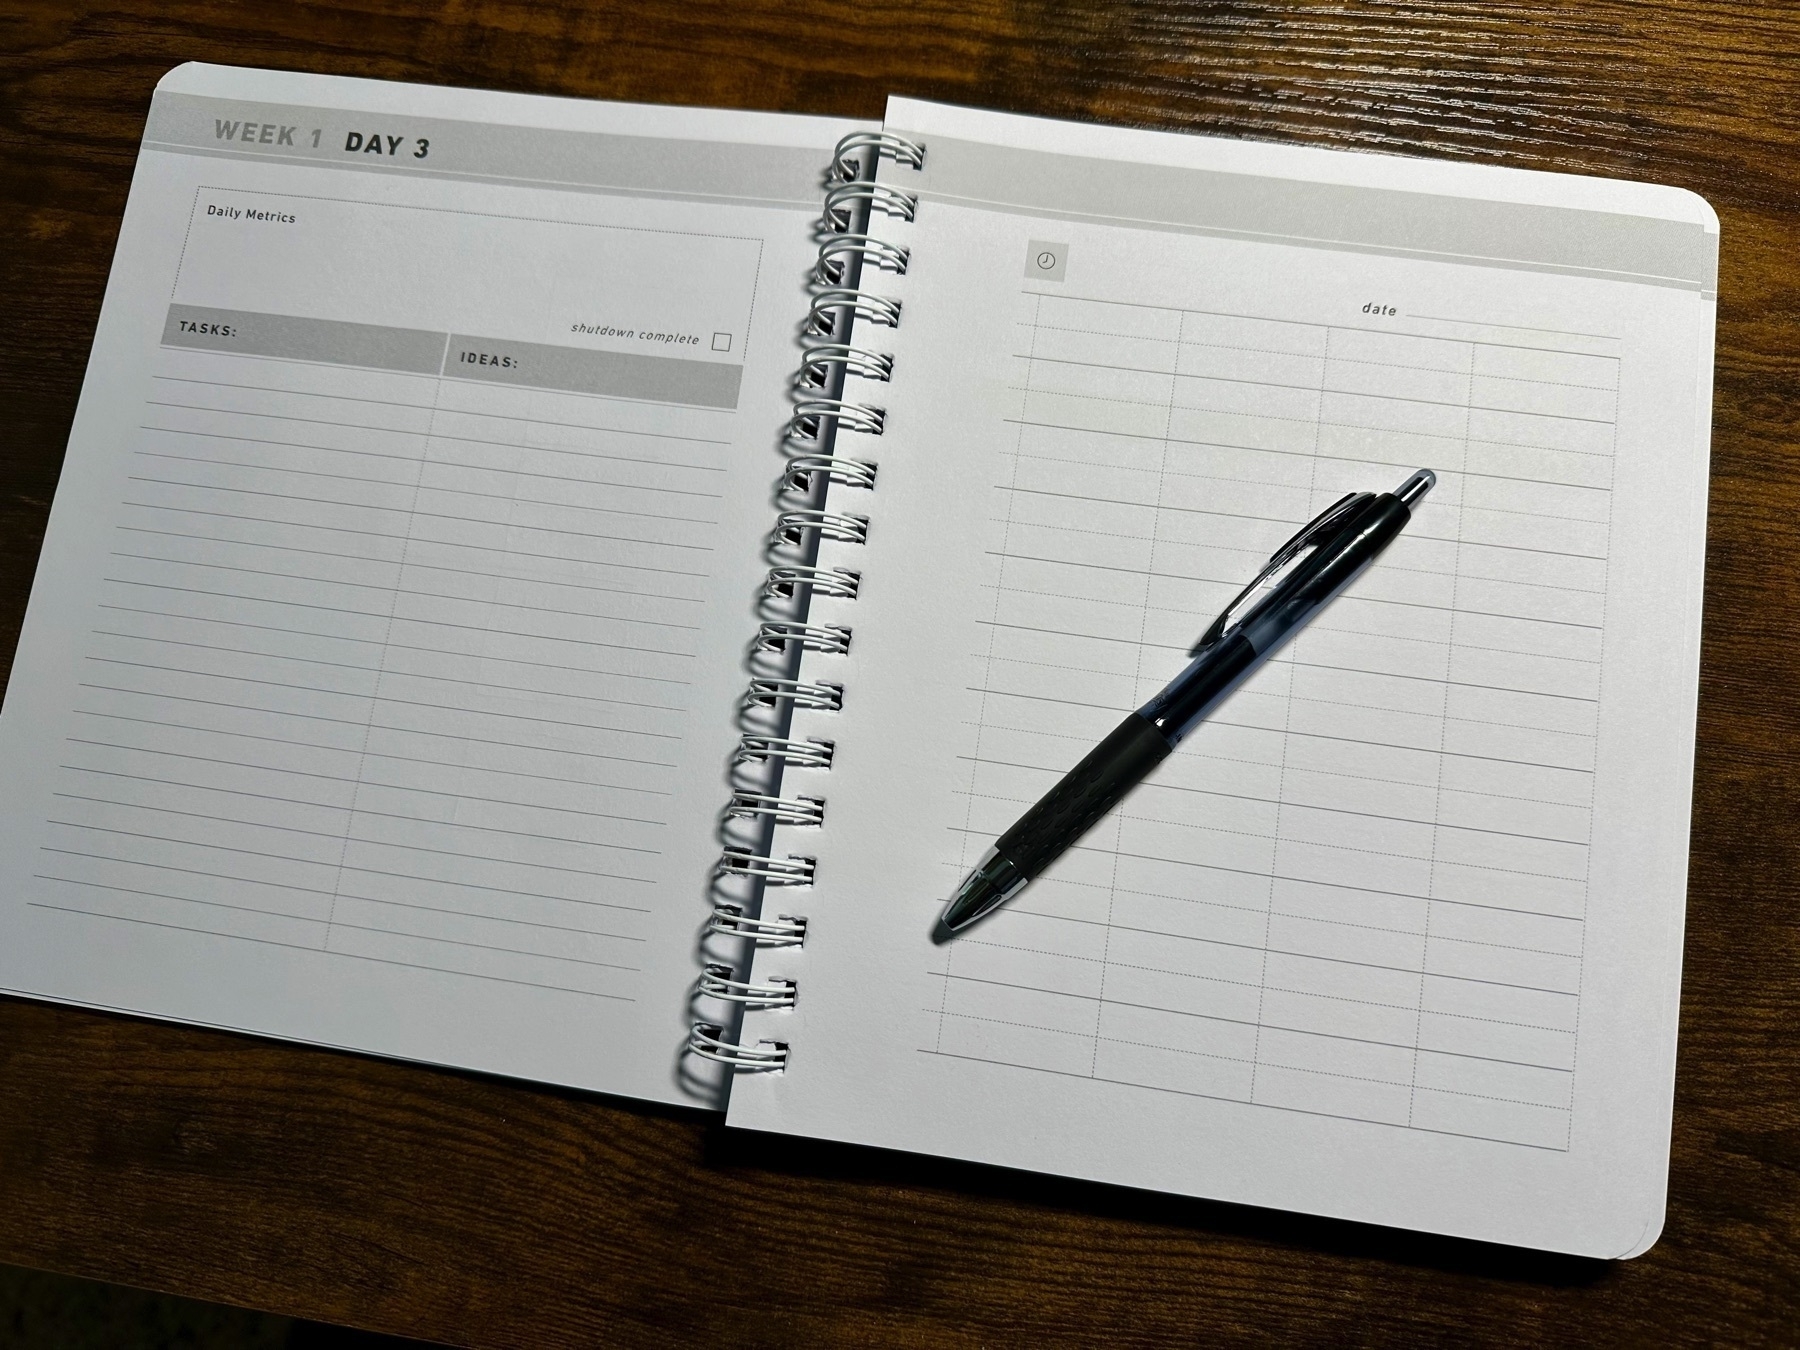 WEEK 1 DAY 3
Daily Metrics
shutdown complete
TASKS:
IDEAS:
date